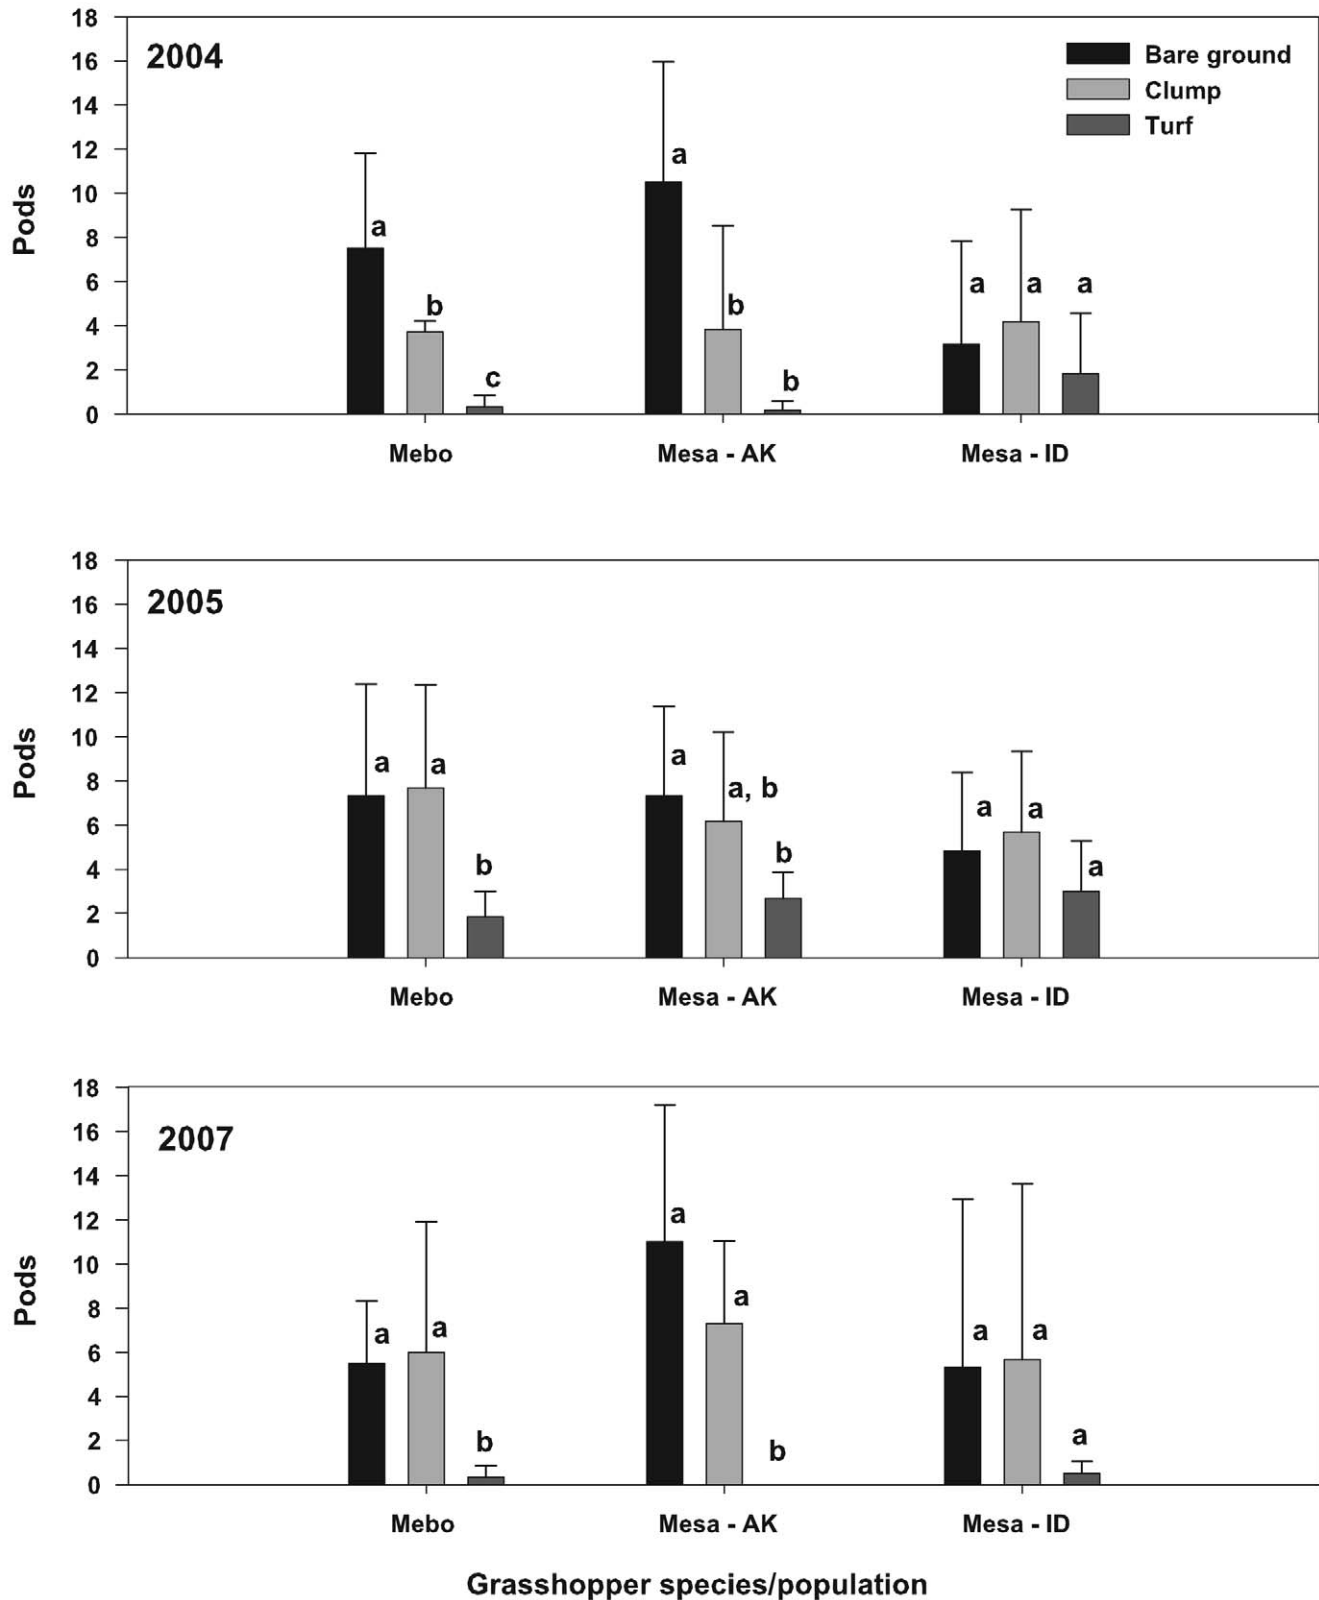 18
2004
Bare ground
16
Clump
14
Turf
12
a
10
Pods
8
a
6
b
b
a
a
a
4
c
b
2
0
Mebo
Mesa - AK
Mesa - ID
18
2005
16
14
12
10
Pods
8
a
a
a
a, b
a
a
6
b
b
a
4
2
0
Mebo
Mesa - AK
Mesa - ID
18
2007
16
14
12
a
10
Pods
8
a
a
a
a
a
6
4
2
b
b
a
0
Mebo
Mesa - AK
Mesa - ID
Grasshopper species/population